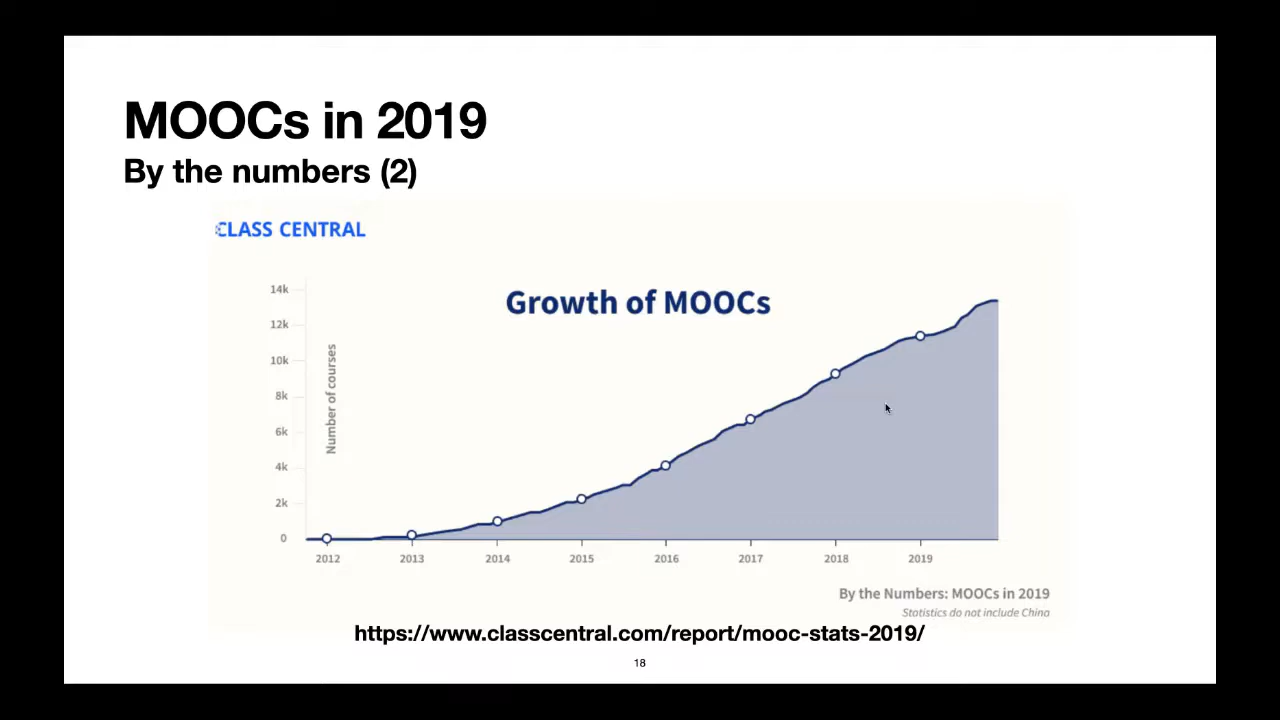 MOOCs in 2019
By the numbers (2)
CLASS CENTRAL
Growth of MOOCs
14k
12k
10k
8k
6k
4k
2k
0
Number of courses
2012 2013 2014 2015 2016 2017 2018 2019
By the Numbers: MOOCs in 2019
Statistics do not include China
https://www.classcentral.com/report/mooc-stats-2019/
18